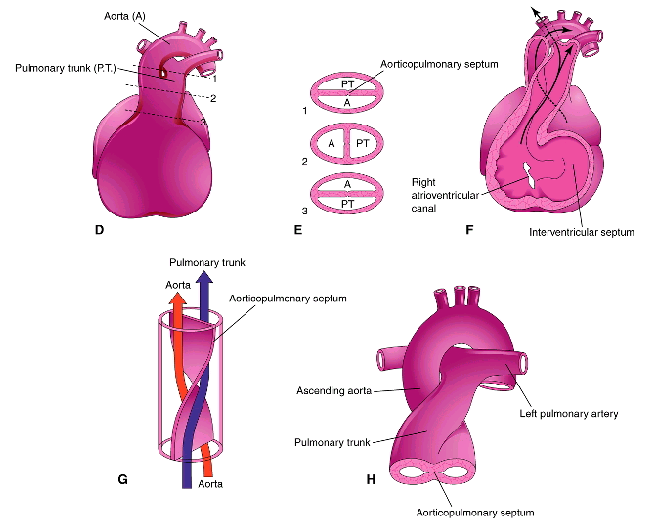 Aorta (A)
Pulmonary trunk (P.T.)
1
2
3
D
Aorticopulmonary septum
PT
A
1
A PT
2
A
PT
3
E
Right
atrioventricular
canal
F
Interventricular septum
Pulmonary trunk
Aorta
Aorticopulmonary septum
G
Aorta
Ascending aorta
Left pulmonary artery
Pulmonary trunk
H
Aorticopulmonary septum